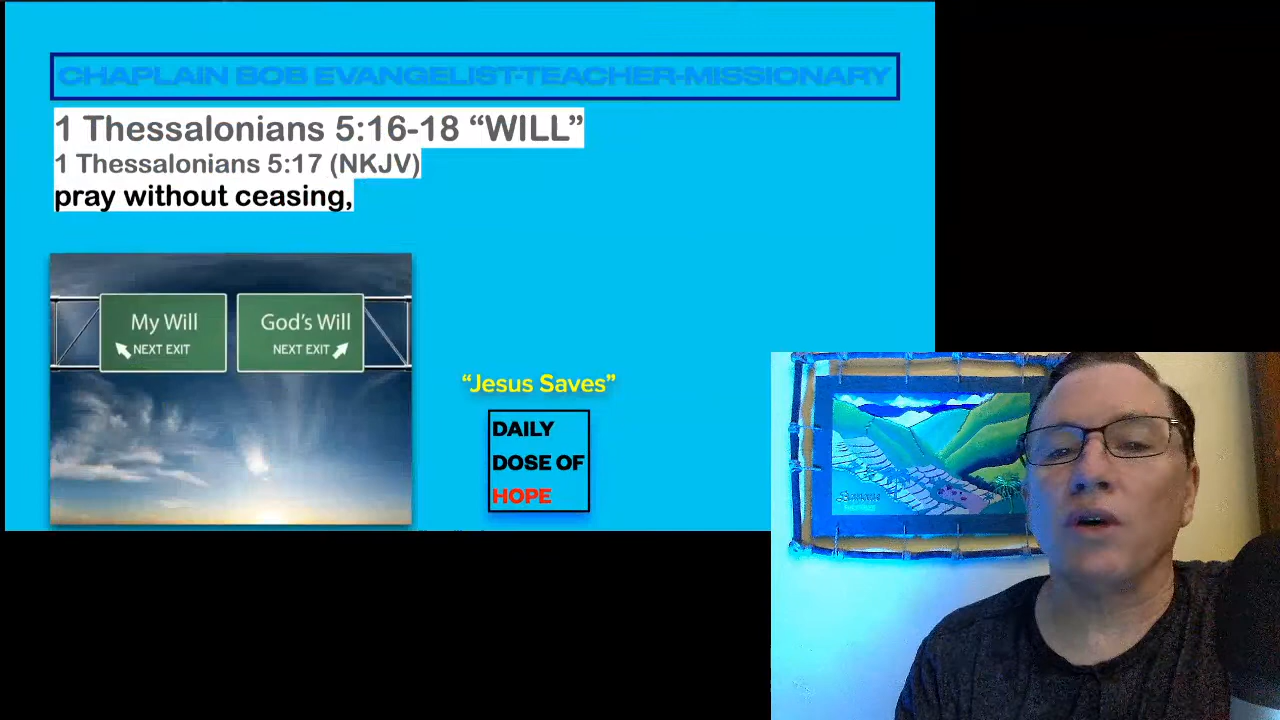 CHAPLAIN BOB EVANGELIST-TEACHER-MISSIONARY
1 Thessalonians 5:16-18 “WILL”
1 Thessalonians 5:17 (NKJV)
pray without ceasing,
My Will
NEXT EXIT
God's Will
NEXT EXIT
“Jesus Saves”
DAILY
DOSE OF
HOPE